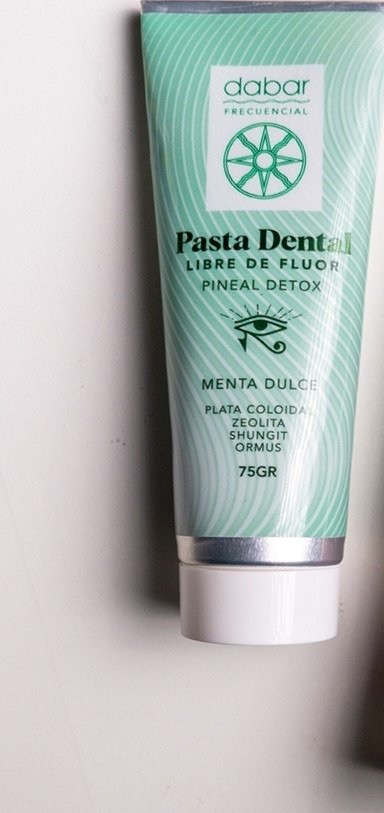 dabar
FRECUENCIAL
Pasta Dental
LIBRE DE FLUOR
PINEAL DETOX
MENTA DULCE
PLATA COLOIDAL
ZEOLITA
SHUNGIT
ORMUS
75GR